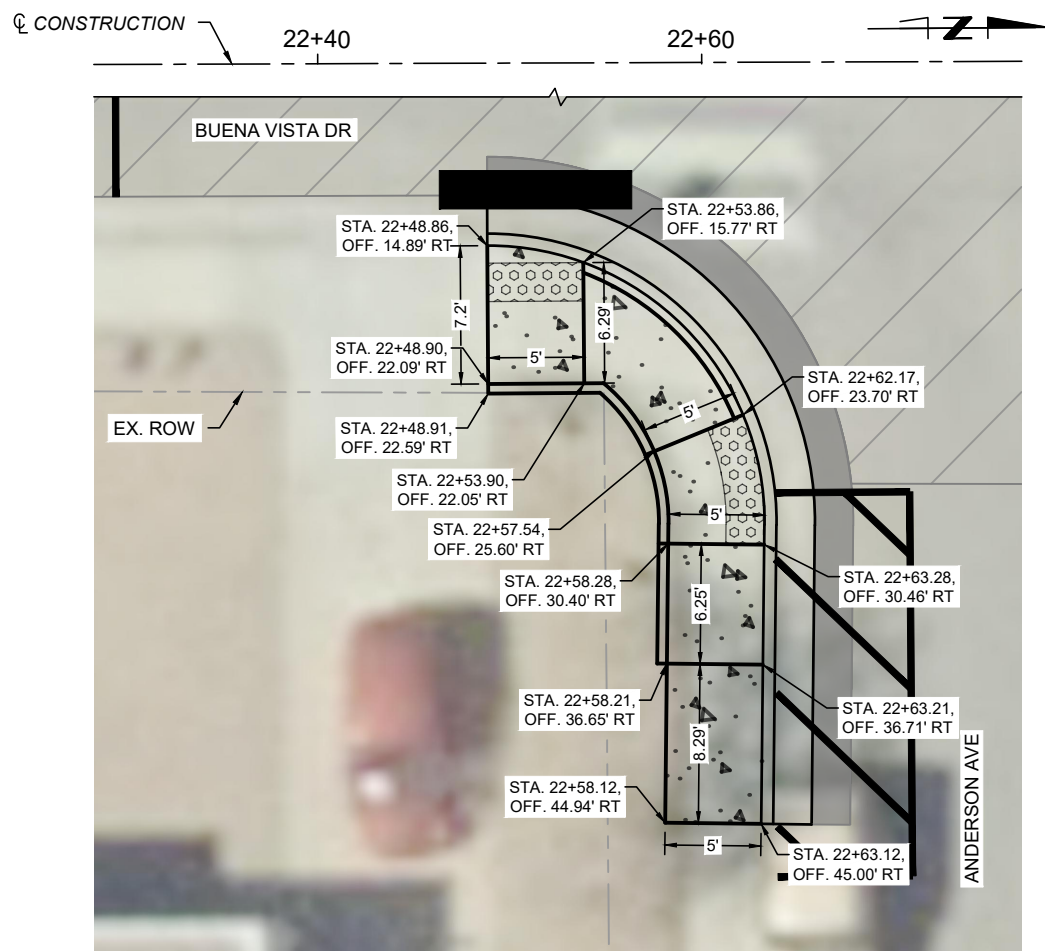 ℄ CONSTRUCTION
22+40
22+60
N
BUENA VISTA DR
STA. 22+48.86,
OFF. 14.89' RT
STA. 22+53.86,
OFF. 15.77' RT
7.2'
6.29'
5'
STA. 22+48.90,
OFF. 22.09' RT
STA. 22+62.17,
OFF. 23.70' RT
5'
EX. ROW
STA. 22+48.91,
OFF. 22.59' RT
STA. 22+53.90,
OFF. 22.05' RT
STA. 22+57.54,
OFF. 25.60' RT
5'
STA. 22+58.28,
OFF. 30.40' RT
STA. 22+63.28,
OFF. 30.46' RT
6.25'
STA. 22+58.21,
OFF. 36.65' RT
STA. 22+63.21,
OFF. 36.71' RT
8.29'
ANDERSON AVE
STA. 22+58.12,
OFF. 44.94' RT
5'
STA. 22+63.12,
OFF. 45.00' RT